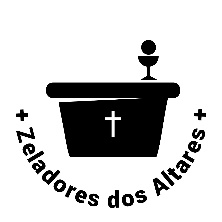 + Zeladores dos Altares +